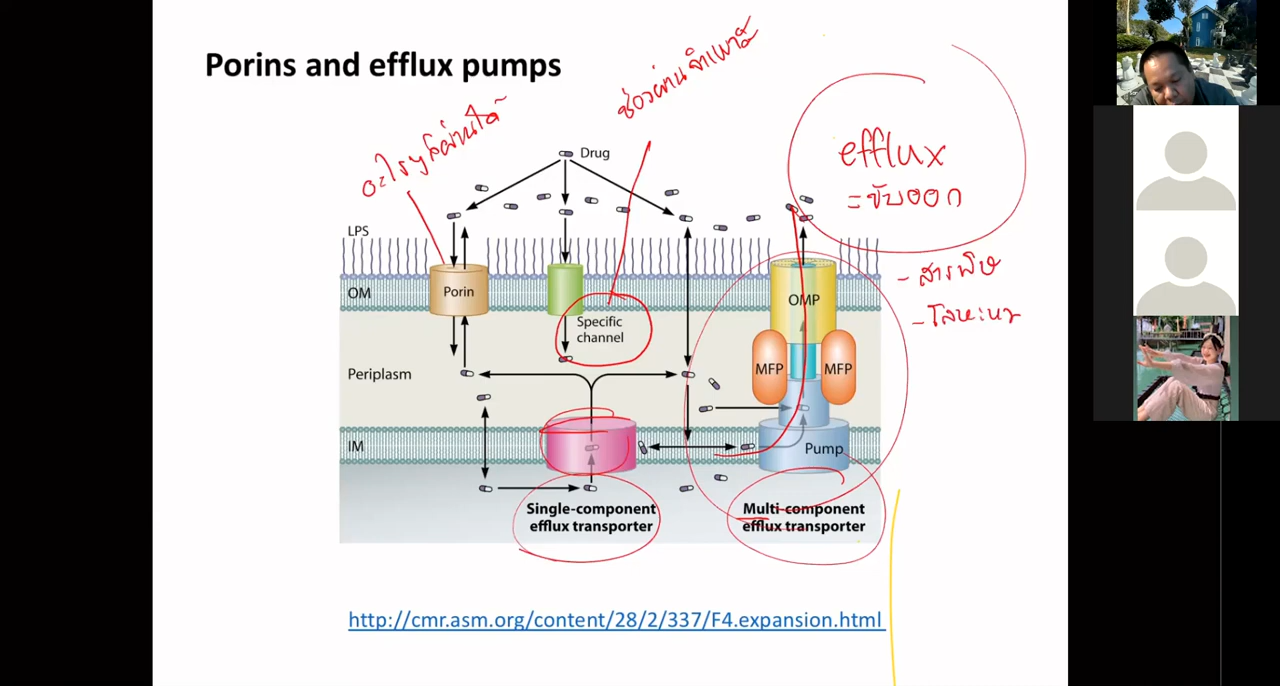 Porins and efflux pumps
อะไรๆก็ผ่านได้
ช่องผ่านจำเพาะ
efflux
=ขับออก
- สารพิษ
- โลหะหนัก
Drug
LPS
OM
Porin
Specific
channel
OMP
MFP
MFP
Periplasm
IM
Pump
Single-component
efflux transporter
Multi-component
efflux transporter
http://cmr.asm.org/content/28/2/337/F4.expansion.html